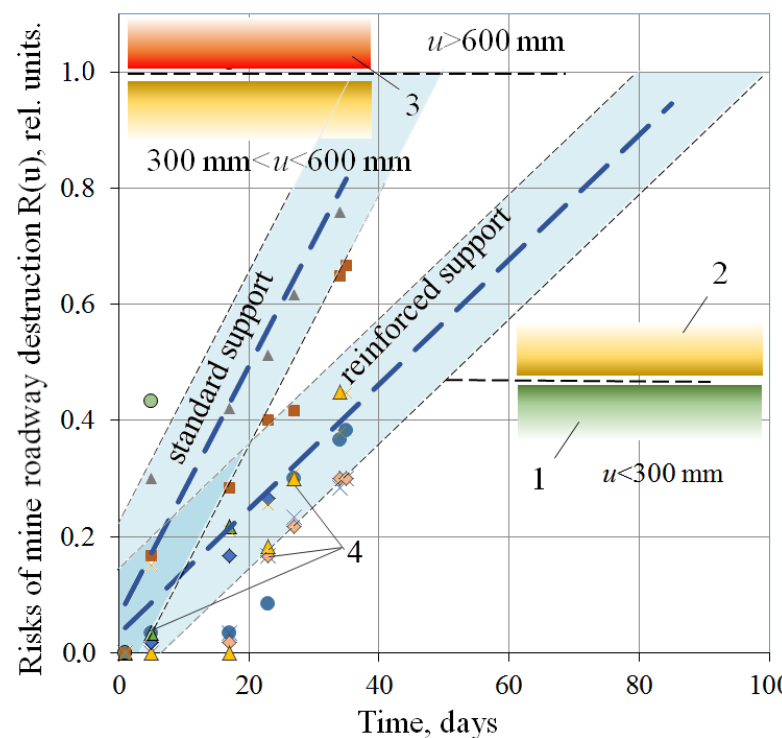 Risks of mine roadway destruction R(u), rel. units.
u>600 mm
1.0
3
300 mm<u<600 mm
0.8
standard support
reinforced support
2
0.6
0.4
1
u<300 mm
0.2
4
0.0
0
20
40
60
80
100
Time, days